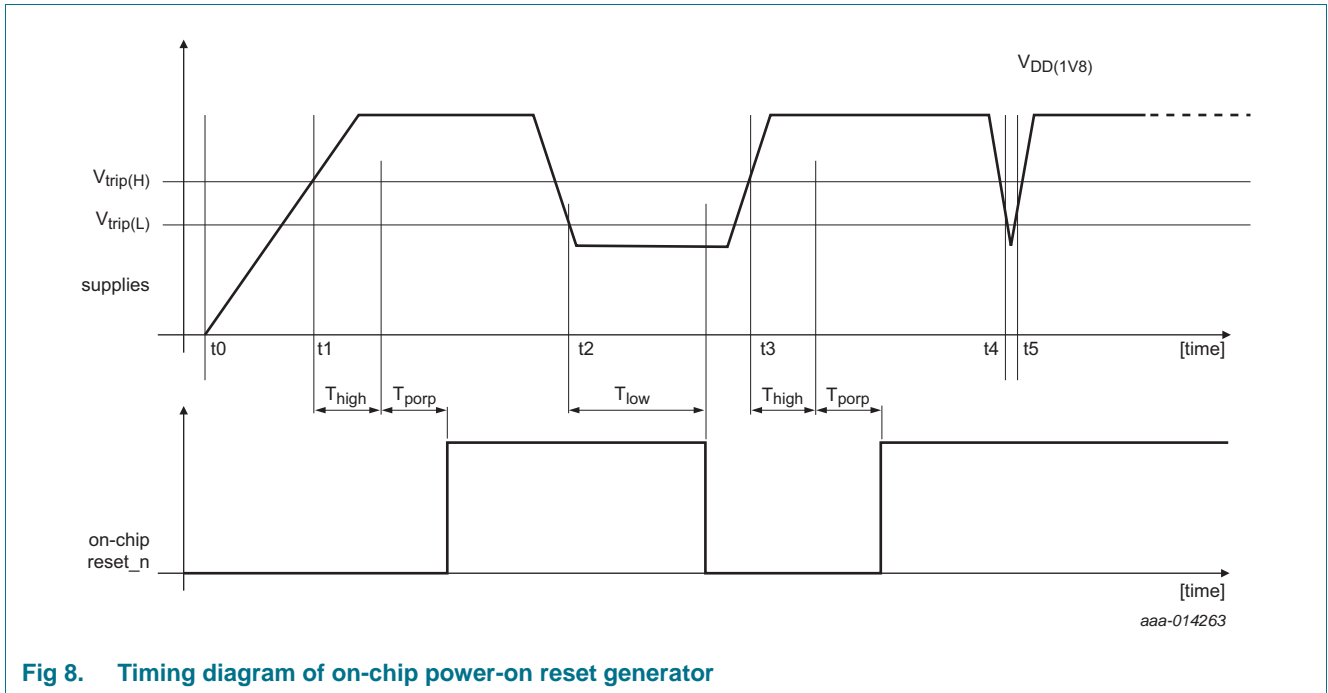 VDD(1V8)
Vtrip(H)
Vtrip(L)
supplies
t0 t1 t2 t3 t4 t5 [time]
Thigh Tporp Tlow Thigh Tporp
on-chip
reset_n
[time]
aaa-014263
Fig 8. Timing diagram of on-chip power-on reset generator